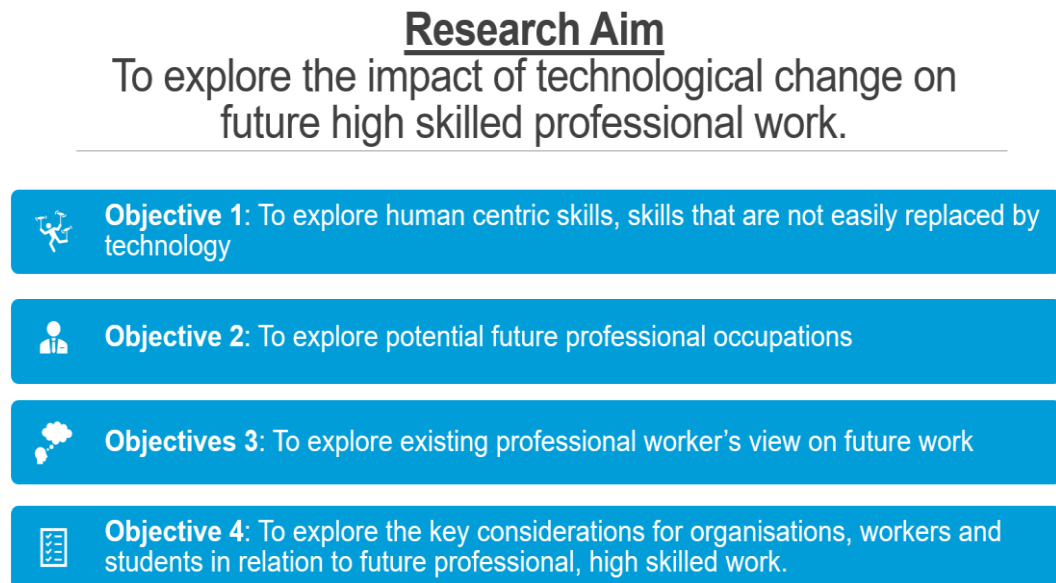 Research Aim
To explore the impact of technological change on
future high skilled professional work.
Objective 1: To explore human centric skills, skills that are not easily replaced by
technology
Objective 2: To explore potential future professional occupations
Objectives 3: To explore existing professional worker’s view on future work
Objective 4: To explore the key considerations for organisations, workers and
students in relation to future professional, high skilled work.